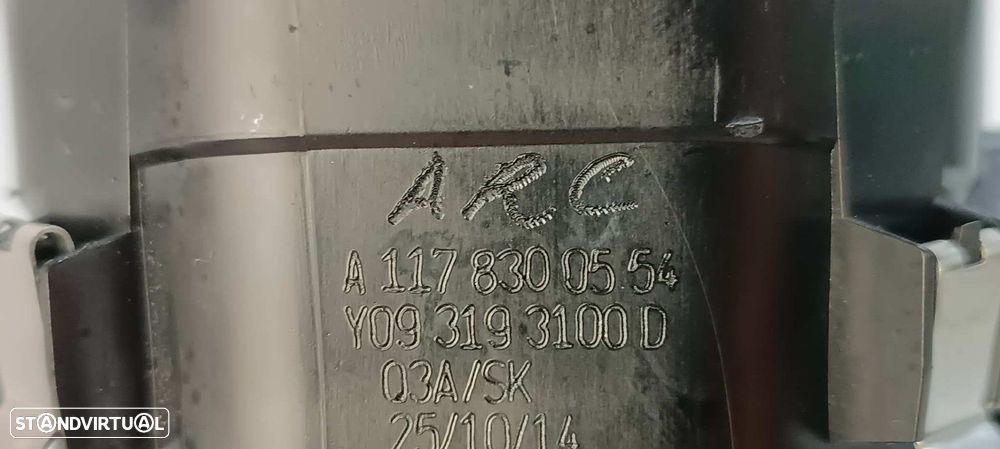 ARC
A 117 830 05 54
Y09 319 3100 D
03A/SK
25/10/14
STANDVIRTUAL